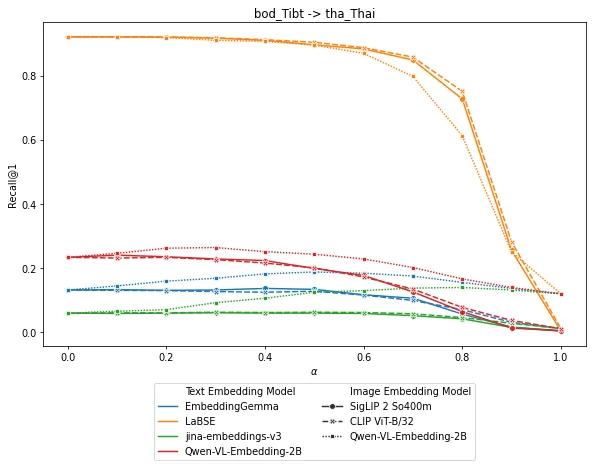 bod_Tibt -> tha_Thai
Recall@1
0.8
0.6
0.4
0.2
0.0
0.0 0.2 0.4 0.6 0.8 1.0
α
Text Embedding Model
EmbeddingGemma
LaBSE
jina-embeddings-v3
Qwen-VL-Embedding-2B
Image Embedding Model
SigLIP 2 So400m
CLIP ViT-B/32
Qwen-VL-Embedding-2B